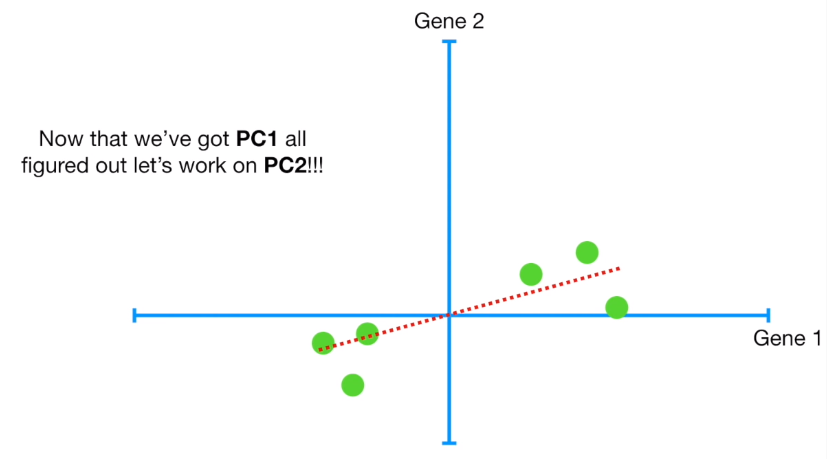 Gene 2
Now that we’ve got PC1 all
figured out let’s work on PC2!!!
Gene 1